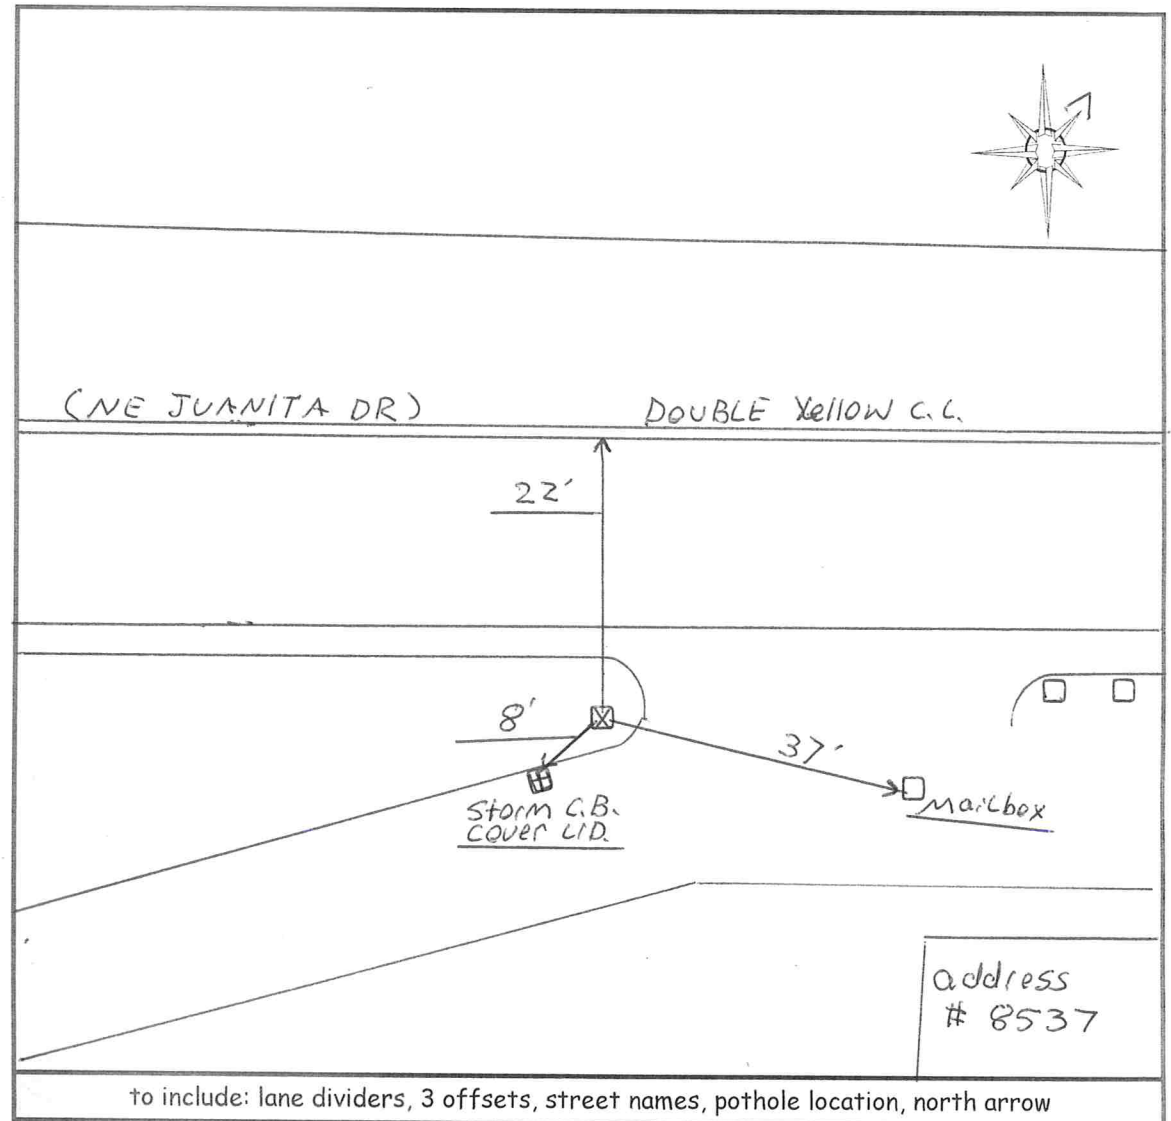 (NE JUANITA DR)
DOUBLE Yellow C.L.
22'
8'
37'
Storm C.B.
Cover LID.
Mailbox
address
# 8537
to include: lane dividers, 3 offsets, street names, pothole location, north arrow